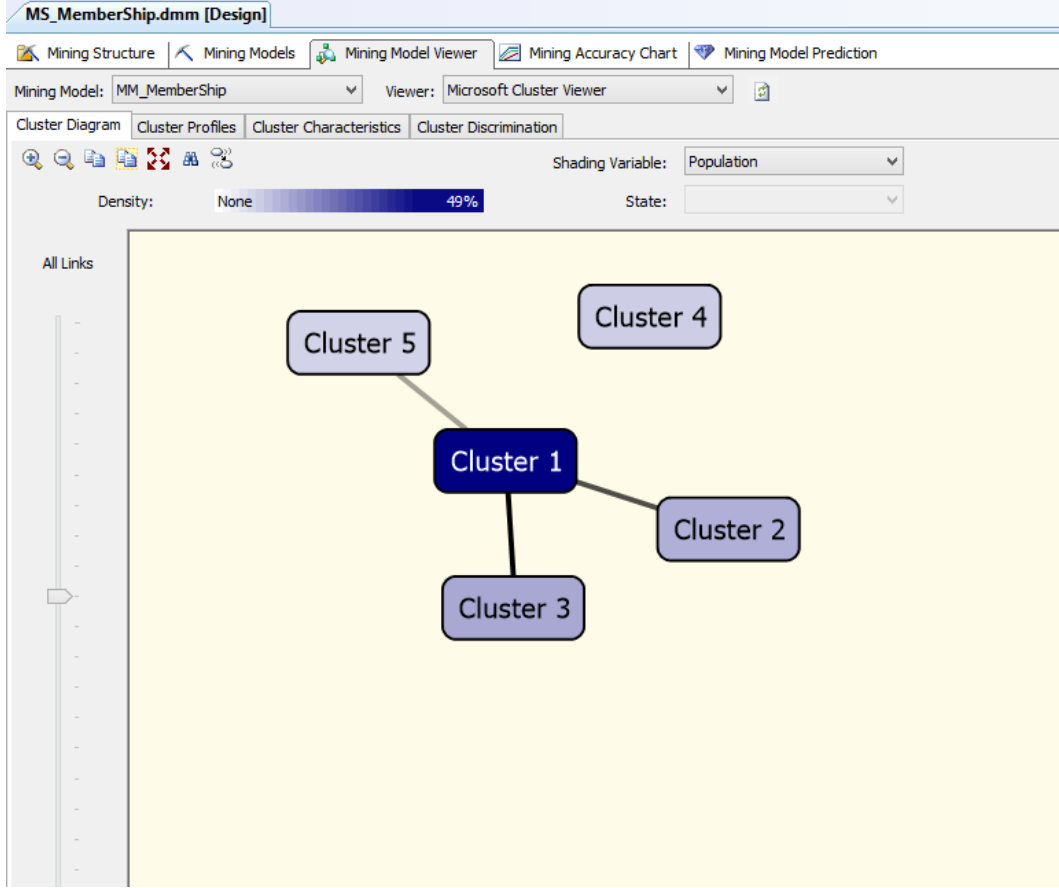 MS_MemberShip.dmm [Design]
Mining Structure Mining Models Mining Model Viewer Mining Accuracy Chart Mining Model Prediction
Mining Model: MM_MemberShip Viewer: Microsoft Cluster Viewer
Cluster Diagram Cluster Profiles Cluster Characteristics Cluster Discrimination
Shading Variable: Population
Density: None 49% State:
All Links
Cluster 4
Cluster 5
Cluster 1
Cluster 2
Cluster 3